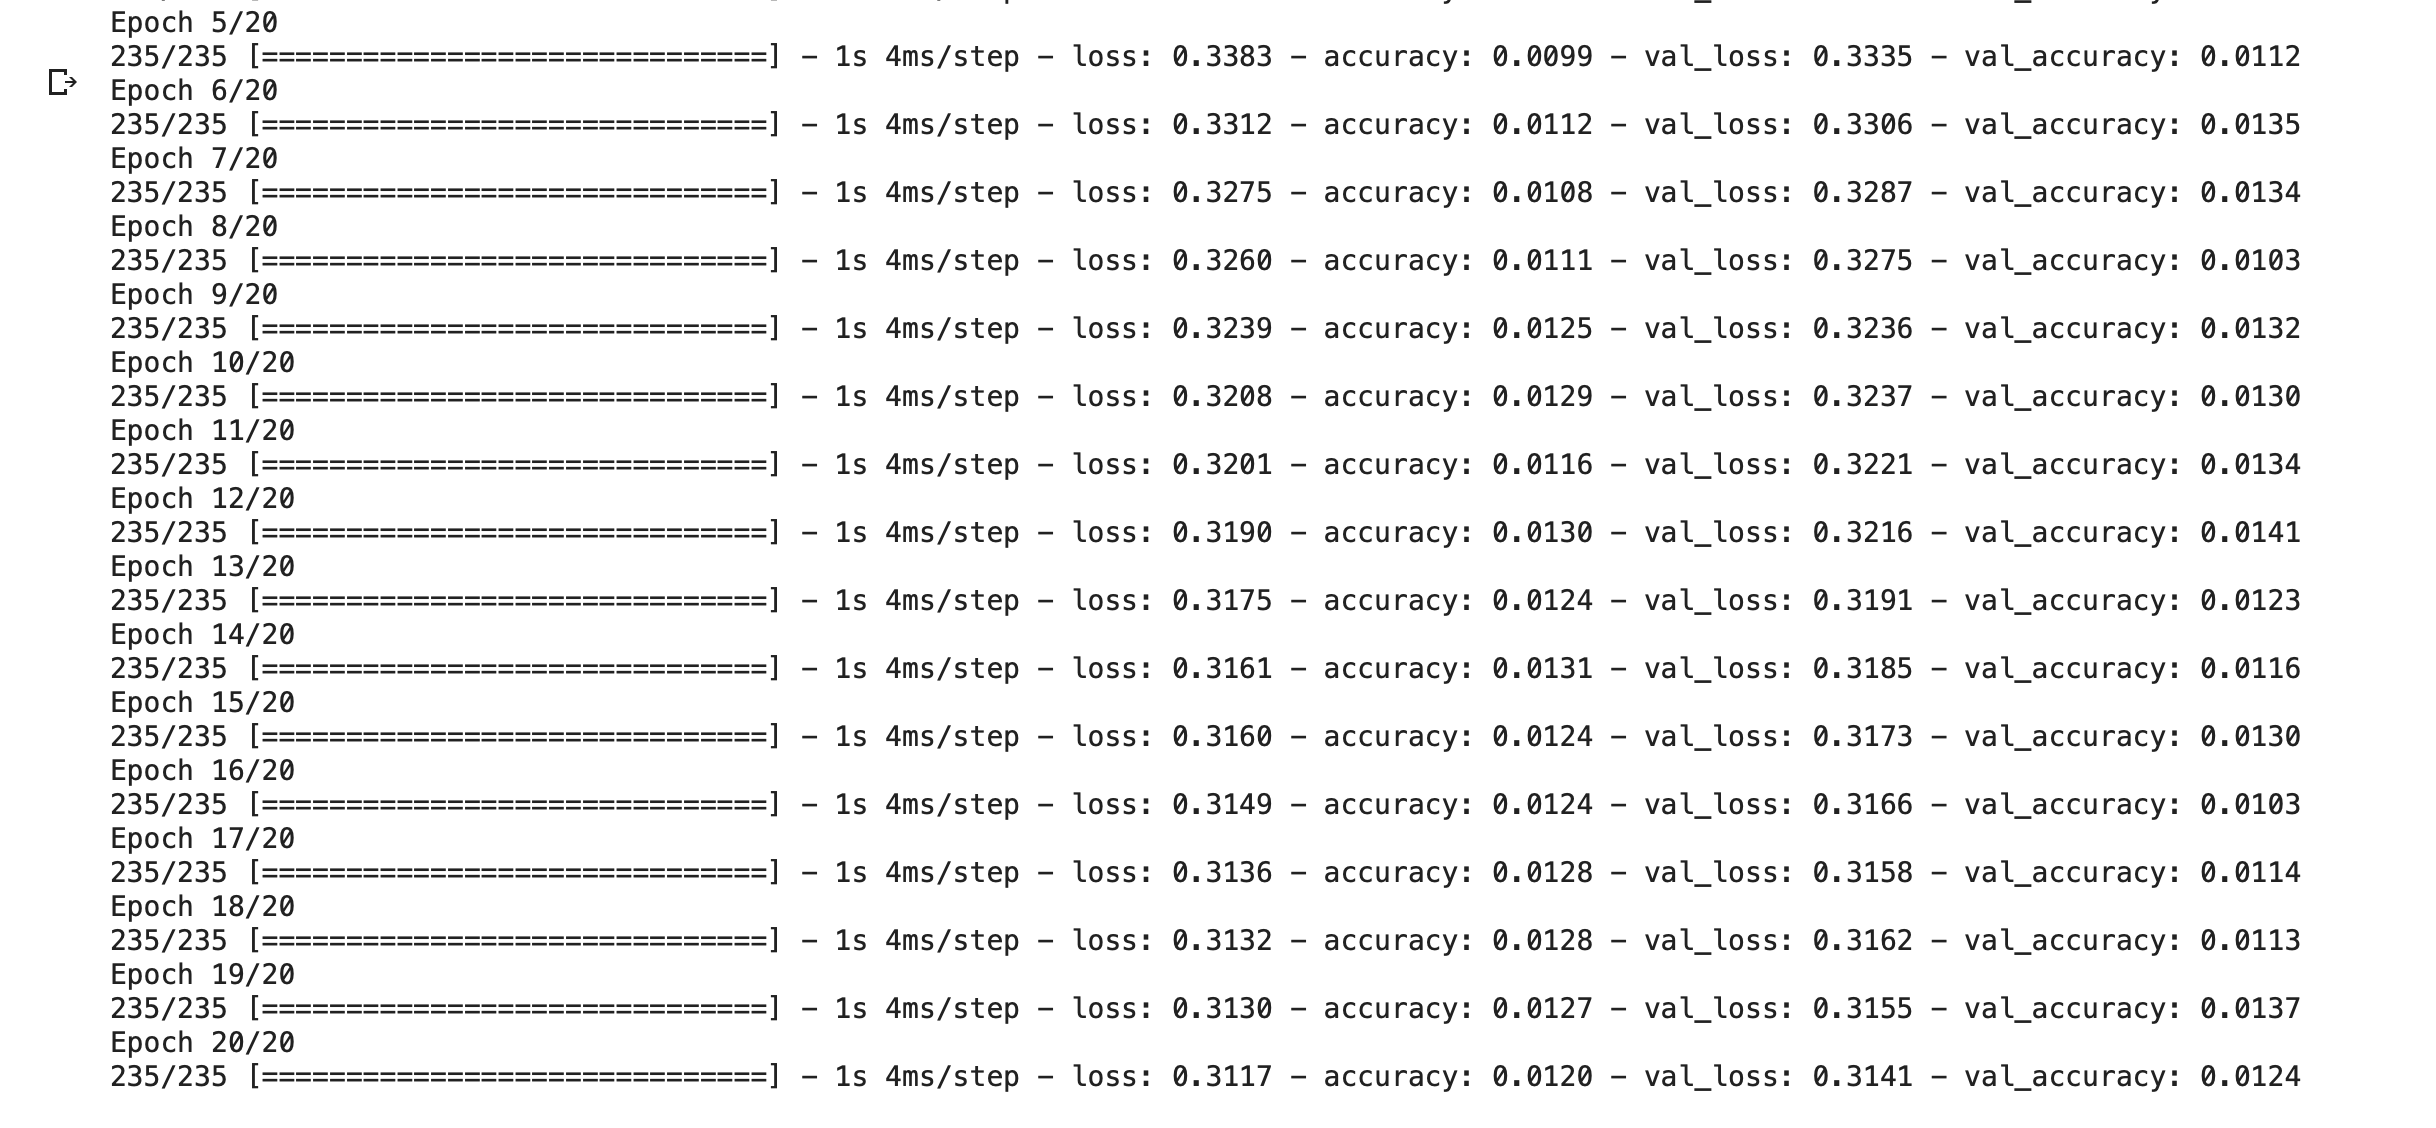 Epoch 5/20
235/235 [==============================] - 1s 4ms/step - loss: 0.3383 - accuracy: 0.0099 - val_loss: 0.3335 - val_accuracy: 0.0112
Epoch 6/20
235/235 [==============================] - 1s 4ms/step - loss: 0.3312 - accuracy: 0.0112 - val_loss: 0.3306 - val_accuracy: 0.0135
Epoch 7/20
235/235 [==============================] - 1s 4ms/step - loss: 0.3275 - accuracy: 0.0108 - val_loss: 0.3287 - val_accuracy: 0.0134
Epoch 8/20
235/235 [==============================] - 1s 4ms/step - loss: 0.3260 - accuracy: 0.0111 - val_loss: 0.3275 - val_accuracy: 0.0103
Epoch 9/20
235/235 [==============================] - 1s 4ms/step - loss: 0.3239 - accuracy: 0.0125 - val_loss: 0.3236 - val_accuracy: 0.0132
Epoch 10/20
235/235 [==============================] - 1s 4ms/step - loss: 0.3208 - accuracy: 0.0129 - val_loss: 0.3237 - val_accuracy: 0.0130
Epoch 11/20
235/235 [==============================] - 1s 4ms/step - loss: 0.3201 - accuracy: 0.0116 - val_loss: 0.3221 - val_accuracy: 0.0134
Epoch 12/20
235/235 [==============================] - 1s 4ms/step - loss: 0.3190 - accuracy: 0.0130 - val_loss: 0.3216 - val_accuracy: 0.0141
Epoch 13/20
235/235 [==============================] - 1s 4ms/step - loss: 0.3175 - accuracy: 0.0124 - val_loss: 0.3191 - val_accuracy: 0.0123
Epoch 14/20
235/235 [==============================] - 1s 4ms/step - loss: 0.3161 - accuracy: 0.0131 - val_loss: 0.3185 - val_accuracy: 0.0116
Epoch 15/20
235/235 [==============================] - 1s 4ms/step - loss: 0.3160 - accuracy: 0.0124 - val_loss: 0.3173 - val_accuracy: 0.0130
Epoch 16/20
235/235 [==============================] - 1s 4ms/step - loss: 0.3149 - accuracy: 0.0124 - val_loss: 0.3166 - val_accuracy: 0.0103
Epoch 17/20
235/235 [==============================] - 1s 4ms/step - loss: 0.3136 - accuracy: 0.0128 - val_loss: 0.3158 - val_accuracy: 0.0114
Epoch 18/20
235/235 [==============================] - 1s 4ms/step - loss: 0.3132 - accuracy: 0.0128 - val_loss: 0.3162 - val_accuracy: 0.0113
Epoch 19/20
235/235 [==============================] - 1s 4ms/step - loss: 0.3130 - accuracy: 0.0127 - val_loss: 0.3155 - val_accuracy: 0.0137
Epoch 20/20
235/235 [==============================] - 1s 4ms/step - loss: 0.3117 - accuracy: 0.0120 - val_loss: 0.3141 - val_accuracy: 0.0124